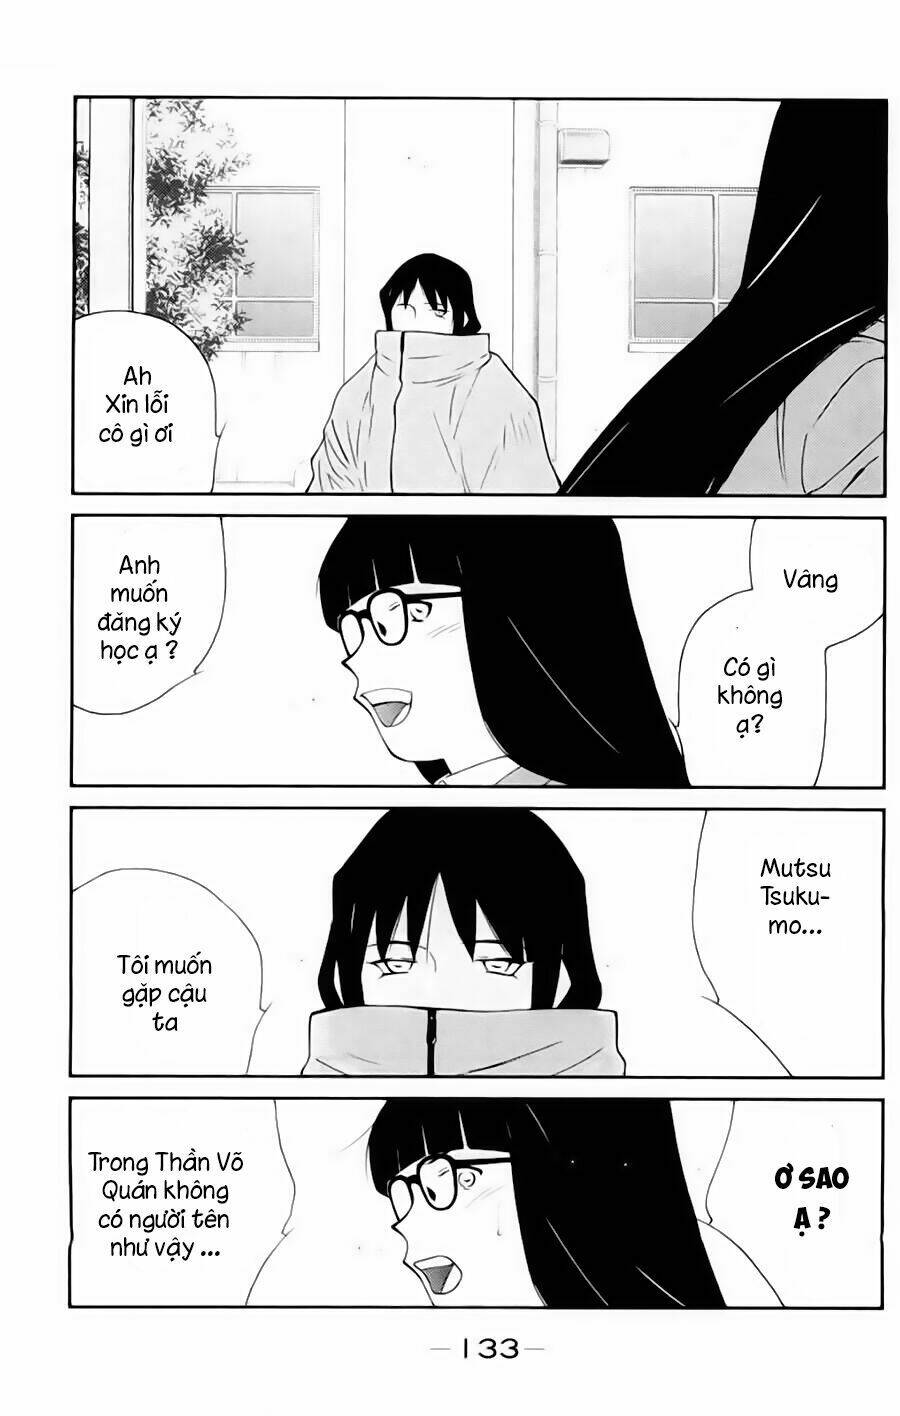 Ah
Xin lỗi
cô gì ơi
Vâng
Có gì
không
ạ?
Anh
muốn
đăng ký
học ạ ?
Mutsu
Tsuku-
mo...
Tôi muốn
gặp cậu
ta
Ơ SAO
Ạ ?
Trong Thần Võ
Quán không
có người tên
như vậy ...
133